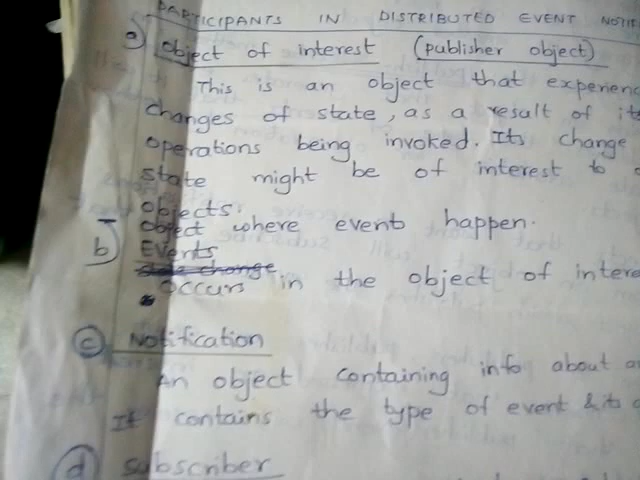 PARTICIPANTS IN DISTRIBUTED EVENT NOTIF
a) Object of interest (publisher object)
This is an object that experienc
changes of state, as a result of its
operations being invoked. Its change
state might be of interest to o
objects.
Object where event happen.
b) Events
state change
Occurs in the object of intere
c) Notification
An object containing info about a
It contains the type of event & its a
d) Subscriber